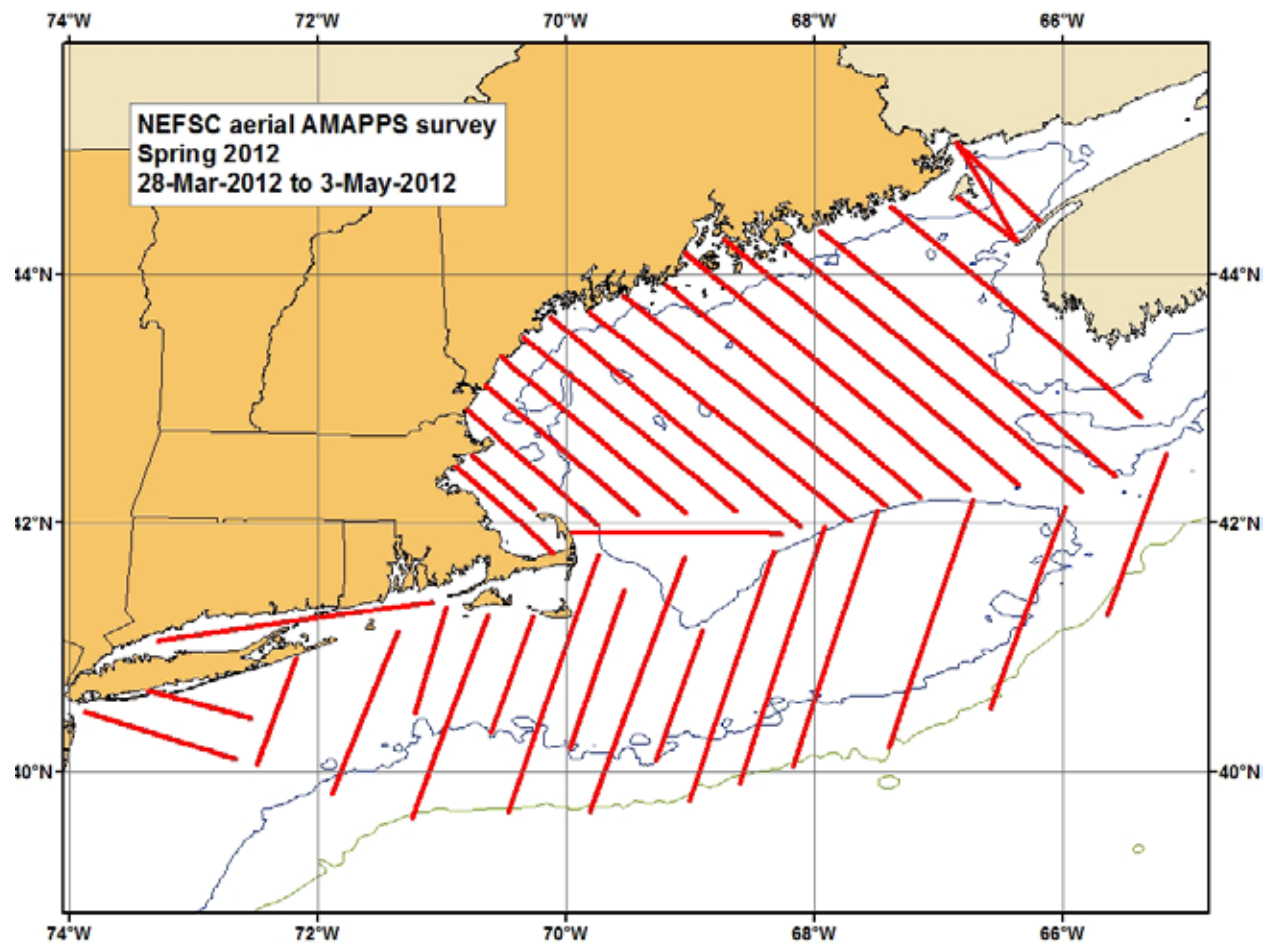 74°W 72°W 70°W 68°W 66°W
NEFSC aerial AMAPPS survey
Spring 2012
28-Mar-2012 to 3-May-2012
44°N 44°N
42°N 42°N
40°N 40°N
74°W 72°W 70°W 68°W 66°W